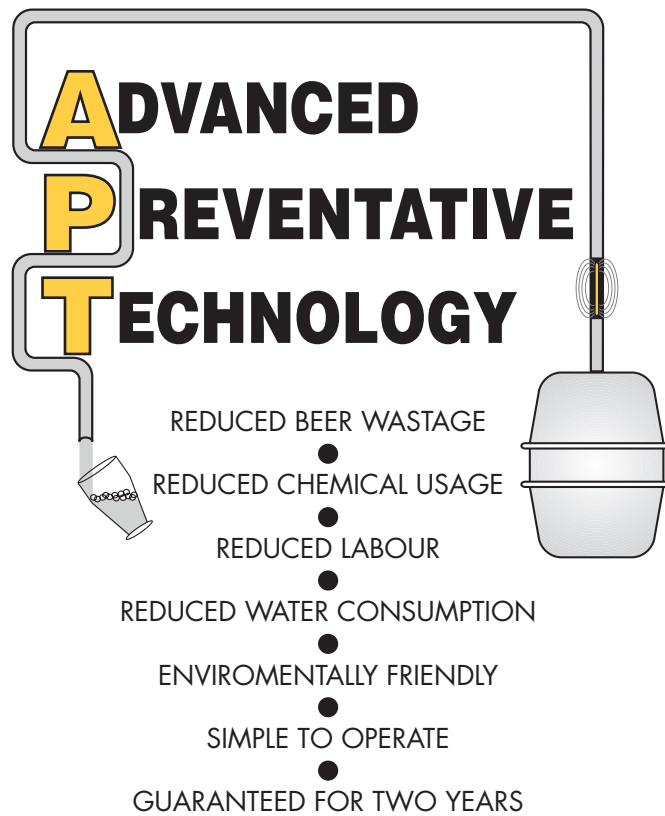 ADVANCED
PREVENTATIVE
TECHNOLOGY
REDUCED BEER WASTAGE
●
REDUCED CHEMICAL USAGE
●
REDUCED LABOUR
●
REDUCED WATER CONSUMPTION
●
ENVIROMENTALLY FRIENDLY
●
SIMPLE TO OPERATE
●
GUARANTEED FOR TWO YEARS